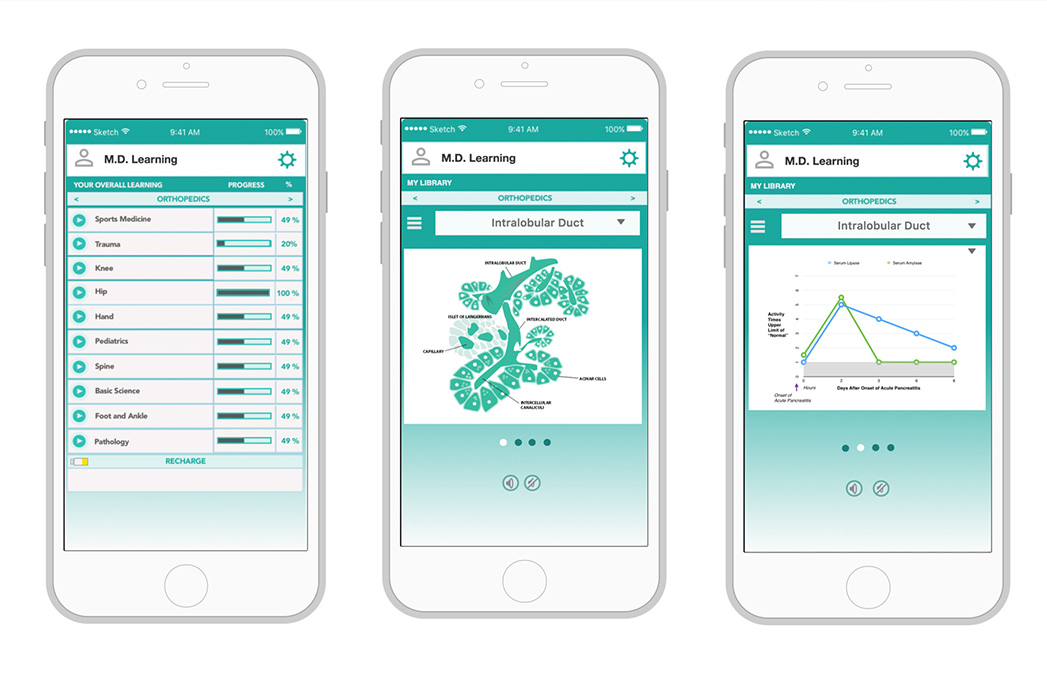 Sketch 9:41 AM 100%
M.D. Learning
YOUR OVERALL LEARNING PROGRESS %
< ORTHOPEDICS >
Sports Medicine 49 %
Trauma 20%
Knee 49 %
Hip 100 %
Hand 49 %
Pediatrics 49 %
Spine 49 %
Basic Science 49 %
Foot and Ankle 49 %
Pathology 49 %
RECHARGE
Sketch 9:41 AM 100%
M.D. Learning
MY LIBRARY
< ORTHOPEDICS >
Intralobular Duct
INTRALOBULAR DUCT
ISLET OF LANGERHANS
INTERCALATED DUCT
CAPILLARY
ACINAR CELLS
INTERCELLULAR
CANALICULI
Sketch 9:41 AM 100%
M.D. Learning
MY LIBRARY
< ORTHOPEDICS >
Intralobular Duct
Serum Lipase Serum Amylase
Activity
Times
Upper
Limit of
"Normal"
0 2
Hours Days After Onset of Acute Pancreatitis
Onset of
Acute Pancreatitis